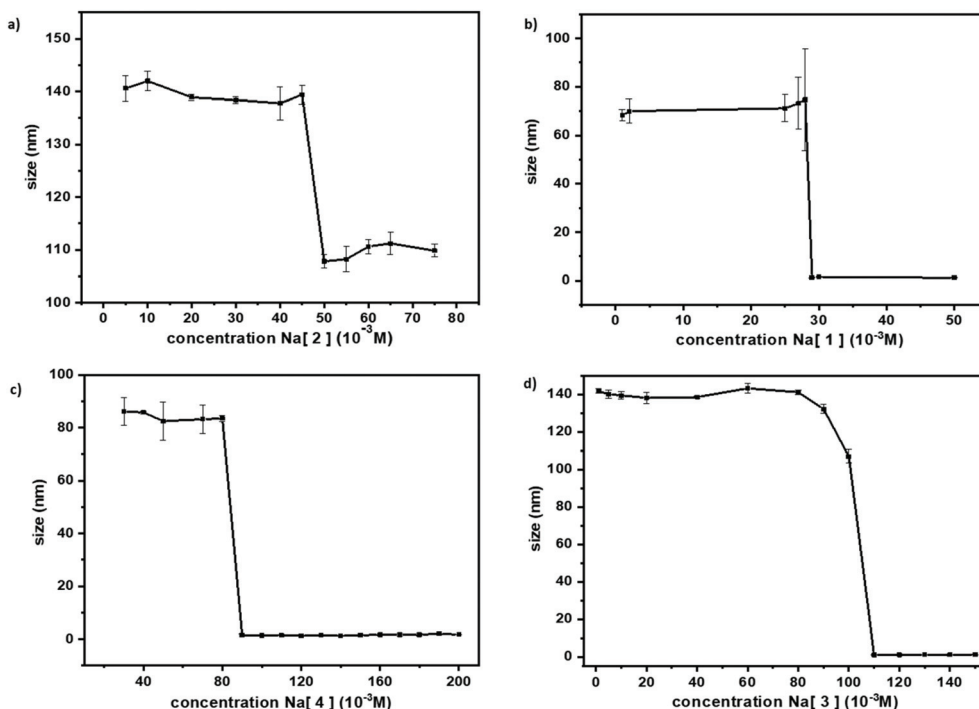 a)
150
140
130
120
110
100
size (nm)
0 10 20 30 40 50 60 70 80
concentration Na[ 2 ] (10⁻³M)
b)
100
80
60
40
20
0
size (nm)
0 10 20 30 40 50
concentration Na[ 1 ] (10⁻³M)
c)
100
80
60
40
20
0
size (nm)
40 80 120 160 200
concentration Na[ 4 ] (10⁻³M)
d)
140
120
100
80
60
40
20
0
size (nm)
0 20 40 60 80 100 120 140
concentration Na[ 3 ] (10⁻³M)